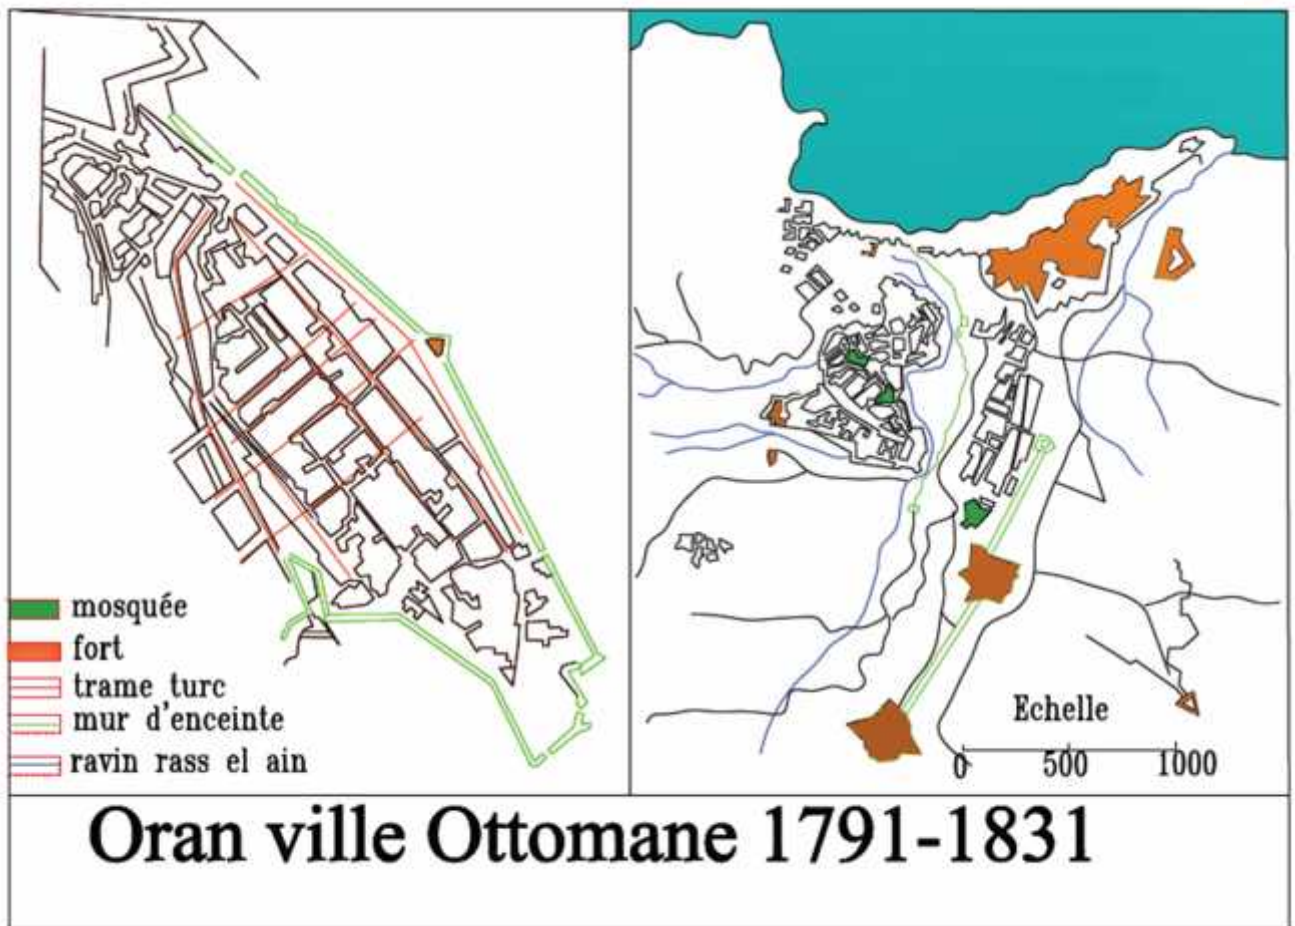 mosquée
fort
trame turc
mur d'enceinte
ravin rass el ain
Echelle
0 500 1000
Oran ville Ottomane 1791-1831